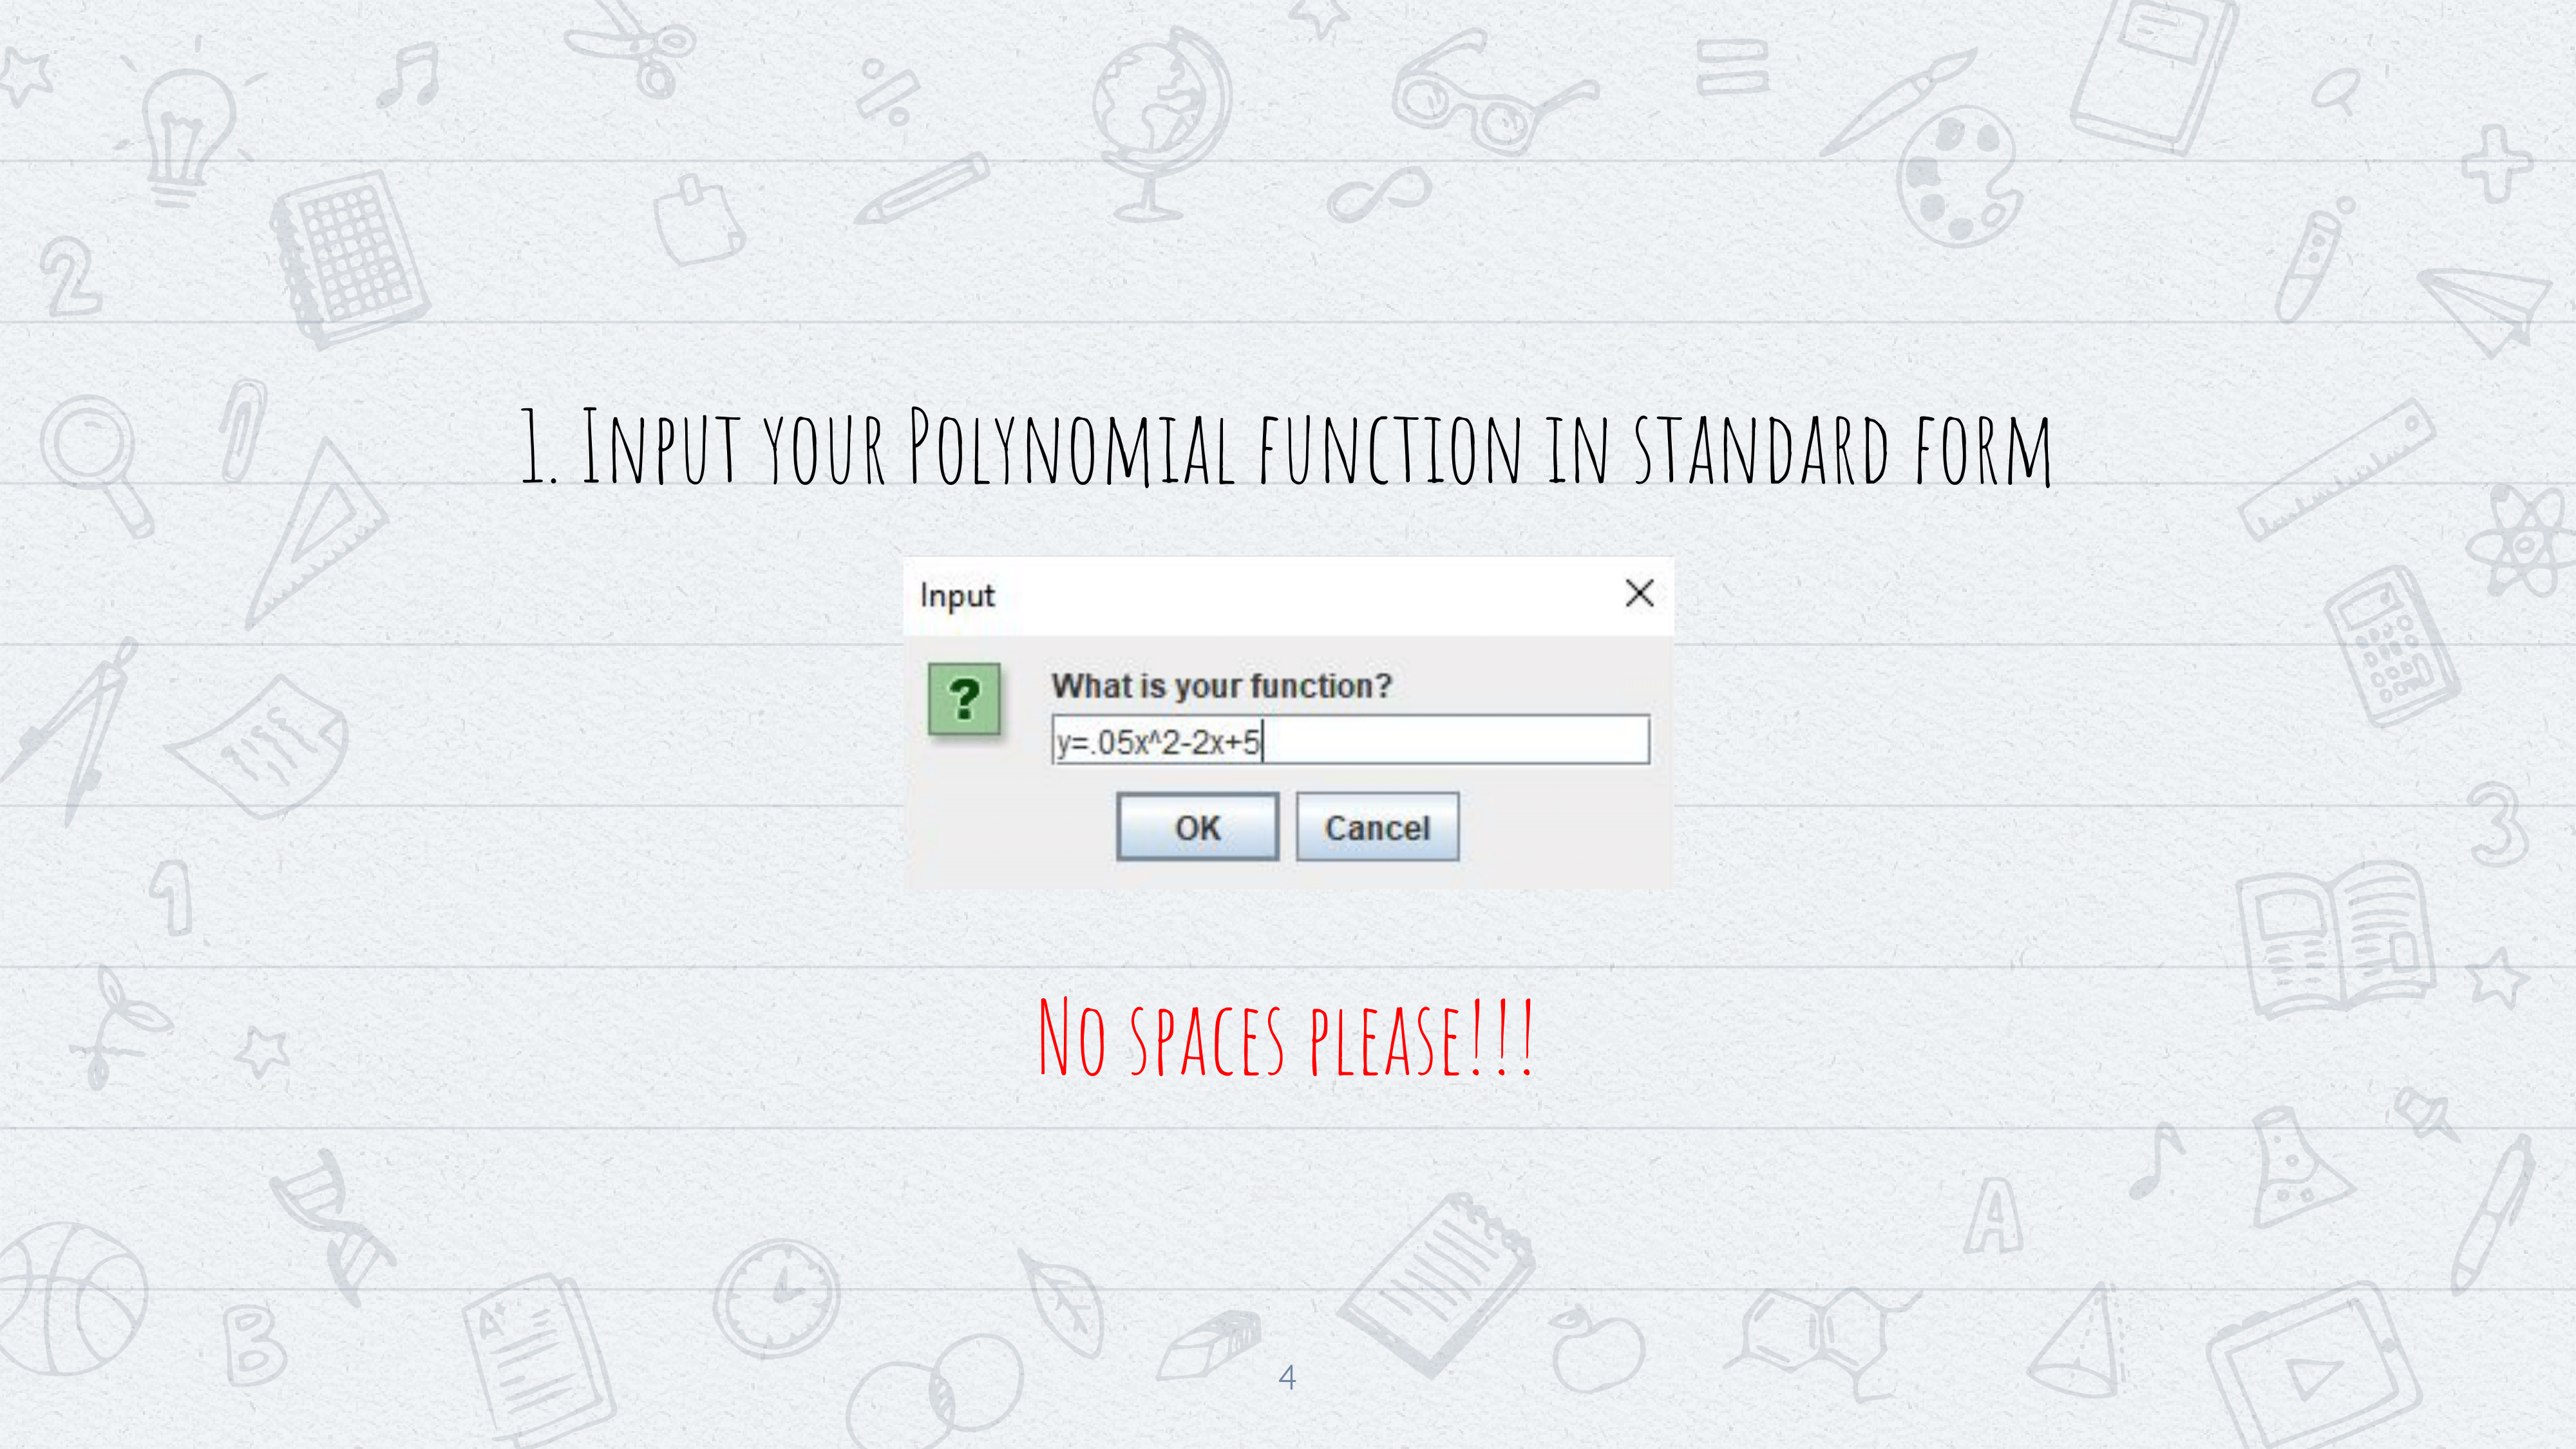 1. Input your Polynomial function in standard form
Input
What is your function?
y=.05x^2-2x+5
OK
Cancel
No spaces please!!!
4